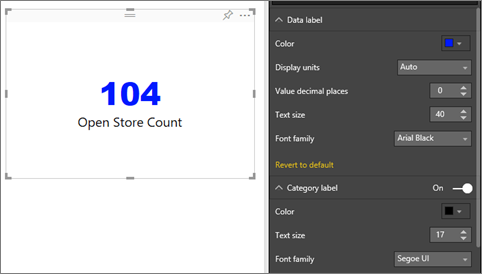 104
Open Store Count
Data label
Color
Display units Auto
Value decimal places 0
Text size 40
Font family Arial Black
Revert to default
Category label On
Color
Text size 17
Font family Segoe UI